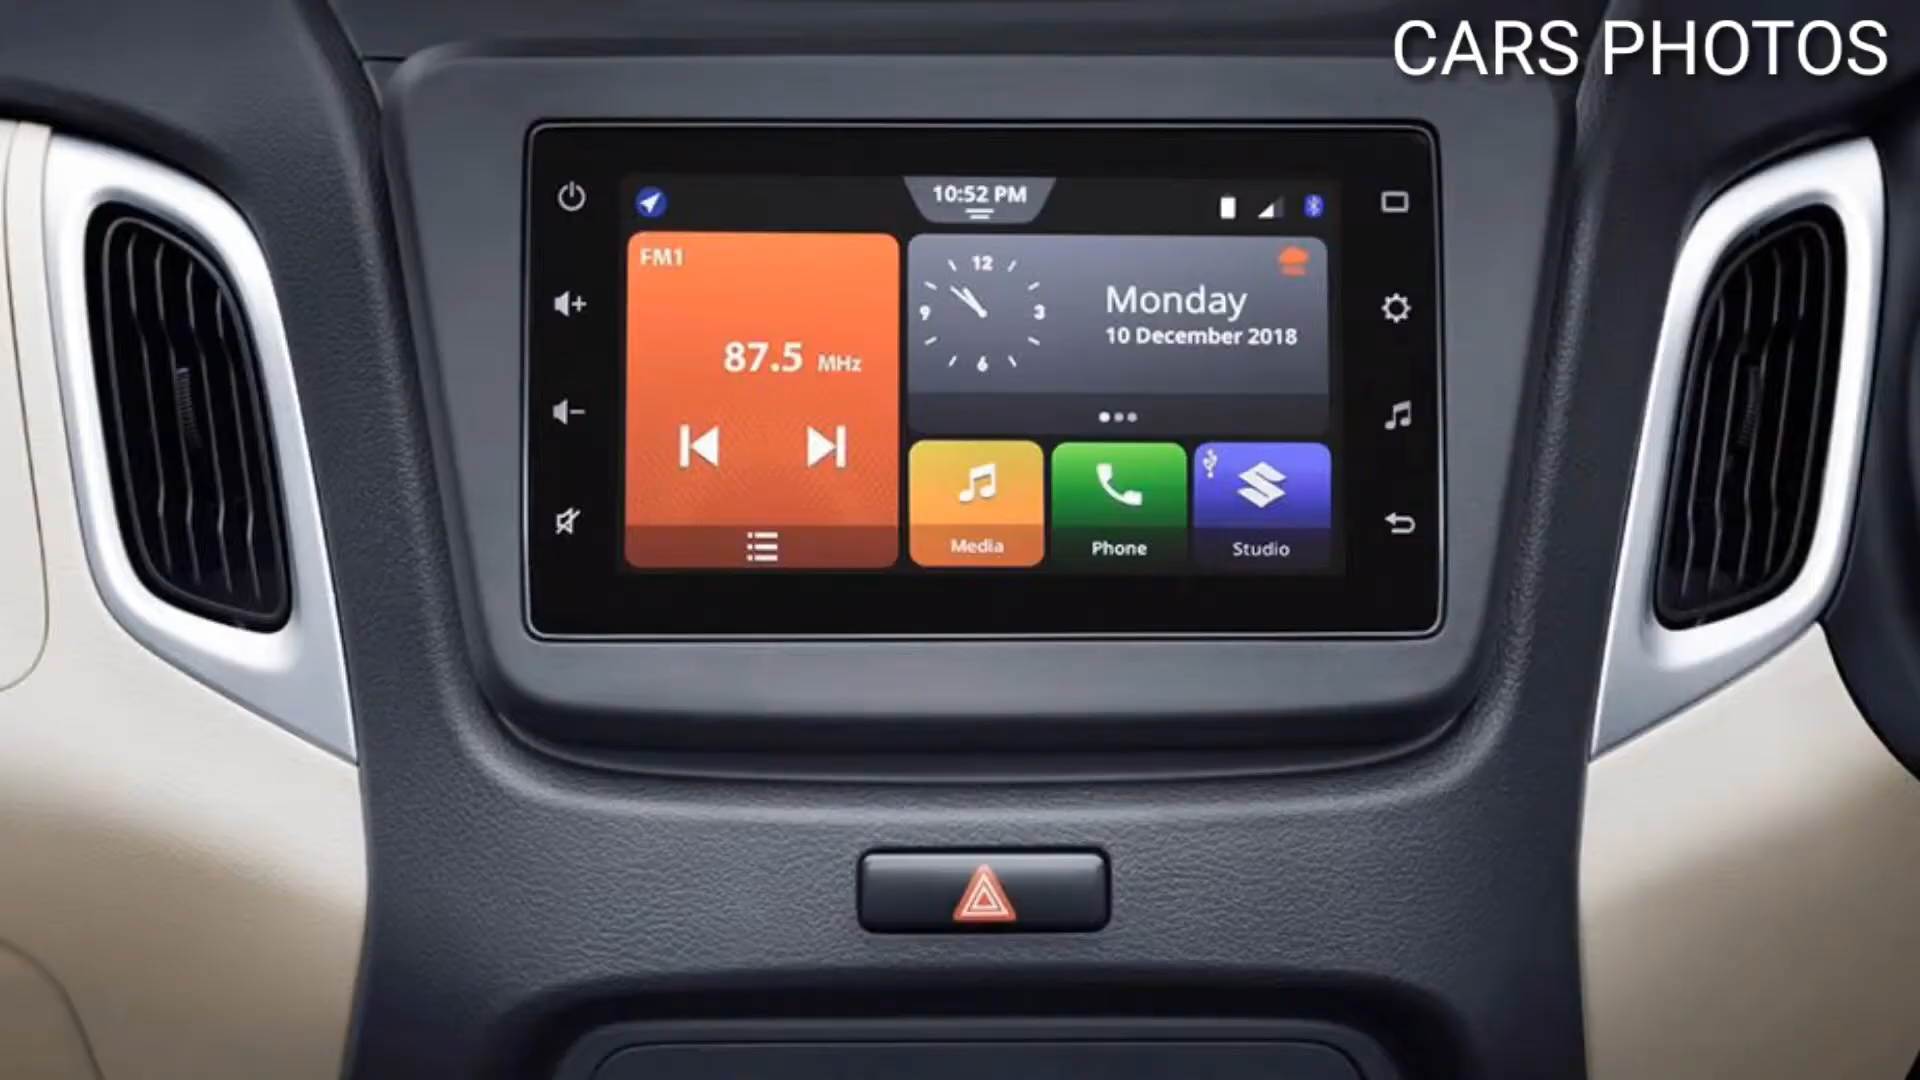 CARS PHOTOS
10:52 PM
FM1
87.5 MHz
12
9
3
6
Monday
10 December 2018
Media
Phone
Studio